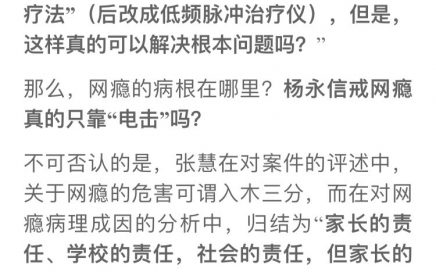 疗法”(后改成低频脉冲治疗仪),但是,
这样真的可以解决根本问题吗?”
那么,网瘾的病根在哪里?杨永信戒网瘾
真的只靠“电击”吗?
不可否认的是,张慧在对案件的评述中,
关于网瘾的危害可谓入木三分,而在对网
瘾病理成因的分析中,归结为“家长的责
任、学校的责任,社会的责任,但家长的